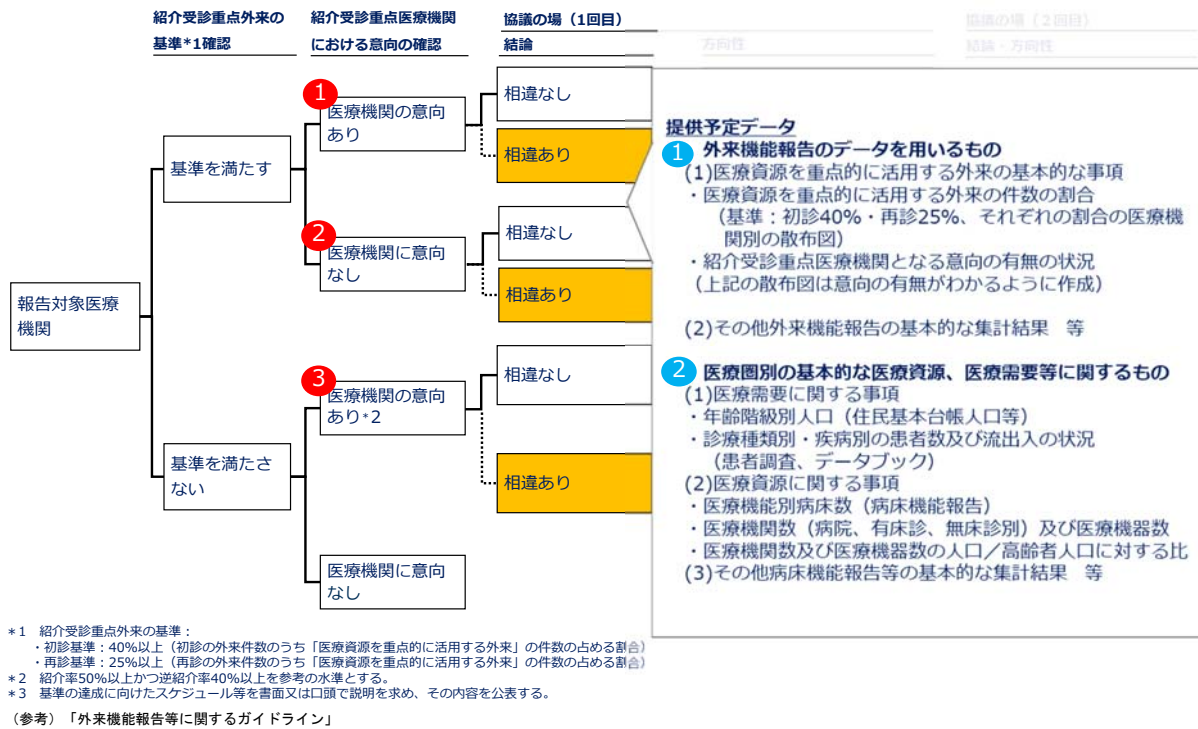 紹介受診重点外来の
基準*1確認
紹介受診重点医療機関
における意向の確認
協議の場（1回目）
結論
方向性
協議の場（2回目）
結論・方向性
報告対象医療
機関
基準を満たす
基準を満たさ
ない
1
医療機関の意向
あり
2
医療機関に意向
なし
3
医療機関の意向
あり*2
医療機関に意向
なし
相違なし
相違あり
相違なし
相違あり
相違なし
相違あり
提供予定データ
1 外来機能報告のデータを用いるもの
(1)医療資源を重点的に活用する外来の基本的な事項
・医療資源を重点的に活用する外来の件数の割合
（基準：初診40%・再診25%、それぞれの割合の医療機
関別の散布図）
・紹介受診重点医療機関となる意向の有無の状況
（上記の散布図は意向の有無がわかるように作成）
(2)その他外来機能報告の基本的な集計結果　等
2 医療圏別の基本的な医療資源、医療需要等に関するもの
(1)医療需要に関する事項
・年齢階級別人口（住民基本台帳人口等）
・診療種類別・疾病別の患者数及び流出入の状況
（患者調査、データブック）
(2)医療資源に関する事項
・医療機能別病床数（病床機能報告）
・医療機関数（病院、有床診、無床診別）及び医療機器数
・医療機関数及び医療機器数の人口／高齢者人口に対する比
(3)その他病床機能報告等の基本的な集計結果　等
*1　紹介受診重点外来の基準：
・初診基準：40%以上（初診の外来件数のうち「医療資源を重点的に活用する外来」の件数の占める割合）
・再診基準：25%以上（再診の外来件数のうち「医療資源を重点的に活用する外来」の件数の占める割合）
*2　紹介率50%以上かつ逆紹介率40%以上を参考の水準とする。
*3　基準の達成に向けたスケジュール等を書面又は口頭で説明を求め、その内容を公表する。
（参考）「外来機能報告等に関するガイドライン」